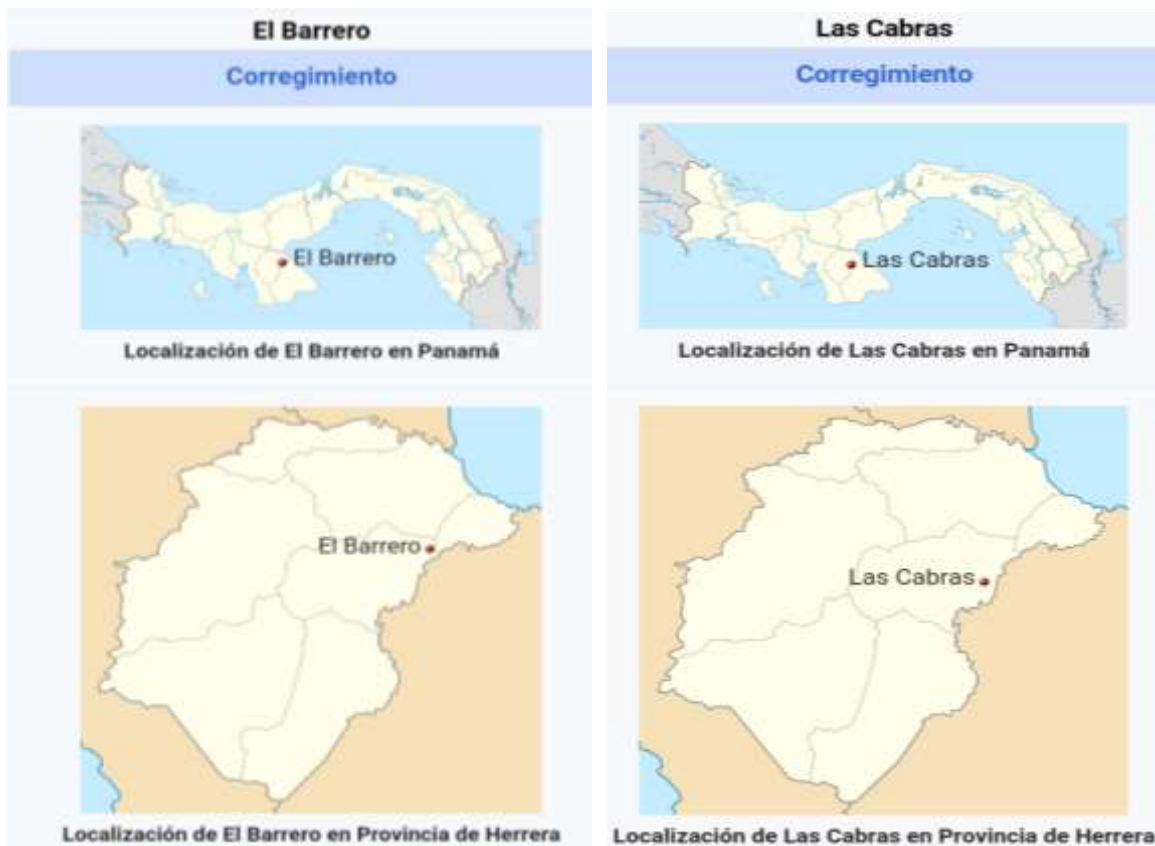 El Barrero
Corregimiento
El Barrero
Localización de El Barrero en Panamá
El Barrero
Localización de El Barrero en Provincia de Herrera
Las Cabras
Corregimiento
Las Cabras
Localización de Las Cabras en Panamá
Las Cabras
Localización de Las Cabras en Provincia de Herrera